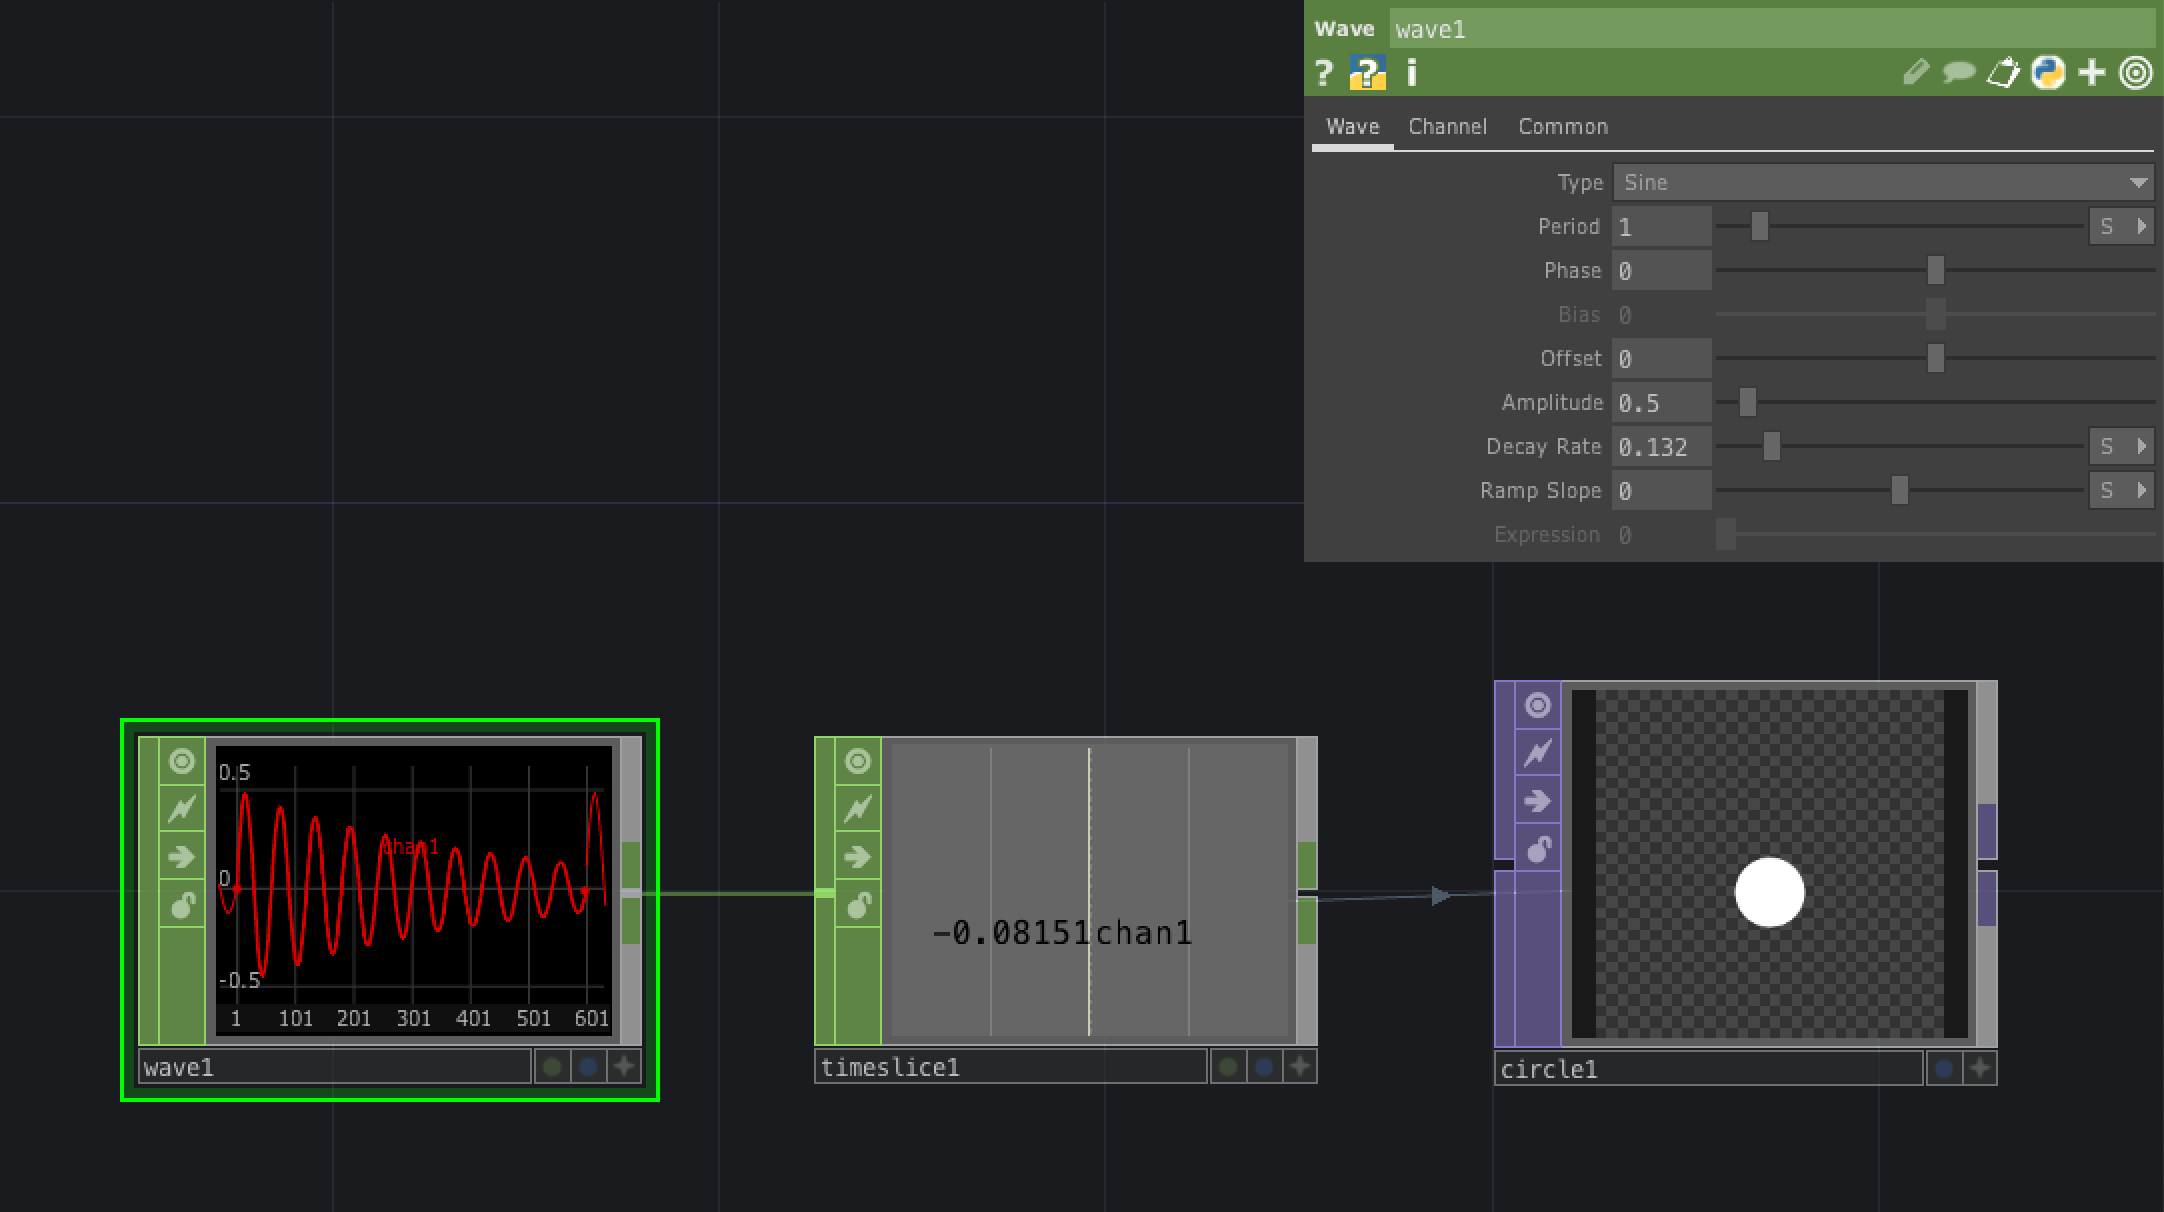 Wave wave1
? ? i
Wave Channel Common
Type Sine
Period 1 S
Phase 0
Bias 0
Offset 0
Amplitude 0.5
Decay Rate 0.132 S
Ramp Slope 0 S
Expression 0
0.5
chan1
0
-0.5
1 101 201 301 401 501 601
wave1
-0.08151chan1
timeslice1
circle1